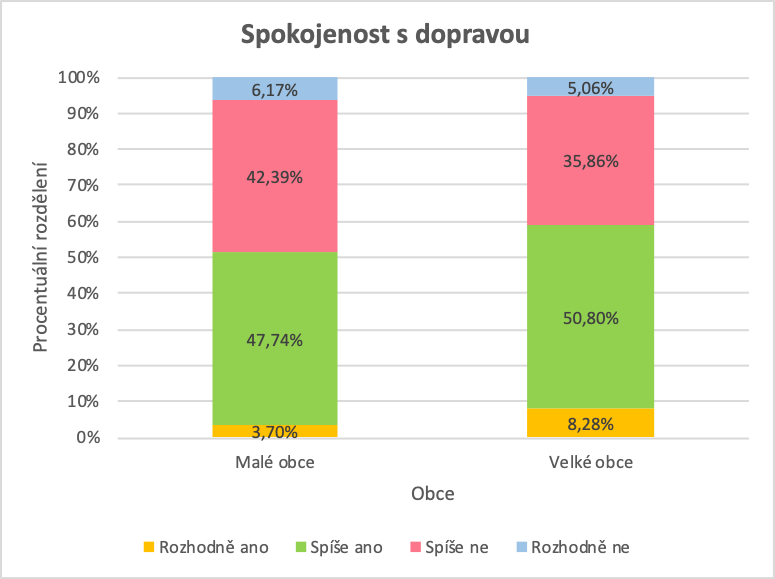 Spokojenost s dopravou
Procentuální rozdělení
100%
90%
80%
70%
60%
50%
40%
30%
20%
10%
0%
6,17%
42,39%
47,74%
3,70%
5,06%
35,86%
50,80%
8,28%
Malé obce
Velké obce
Obce
Rozhodně ano
Spíše ano
Spíše ne
Rozhodně ne